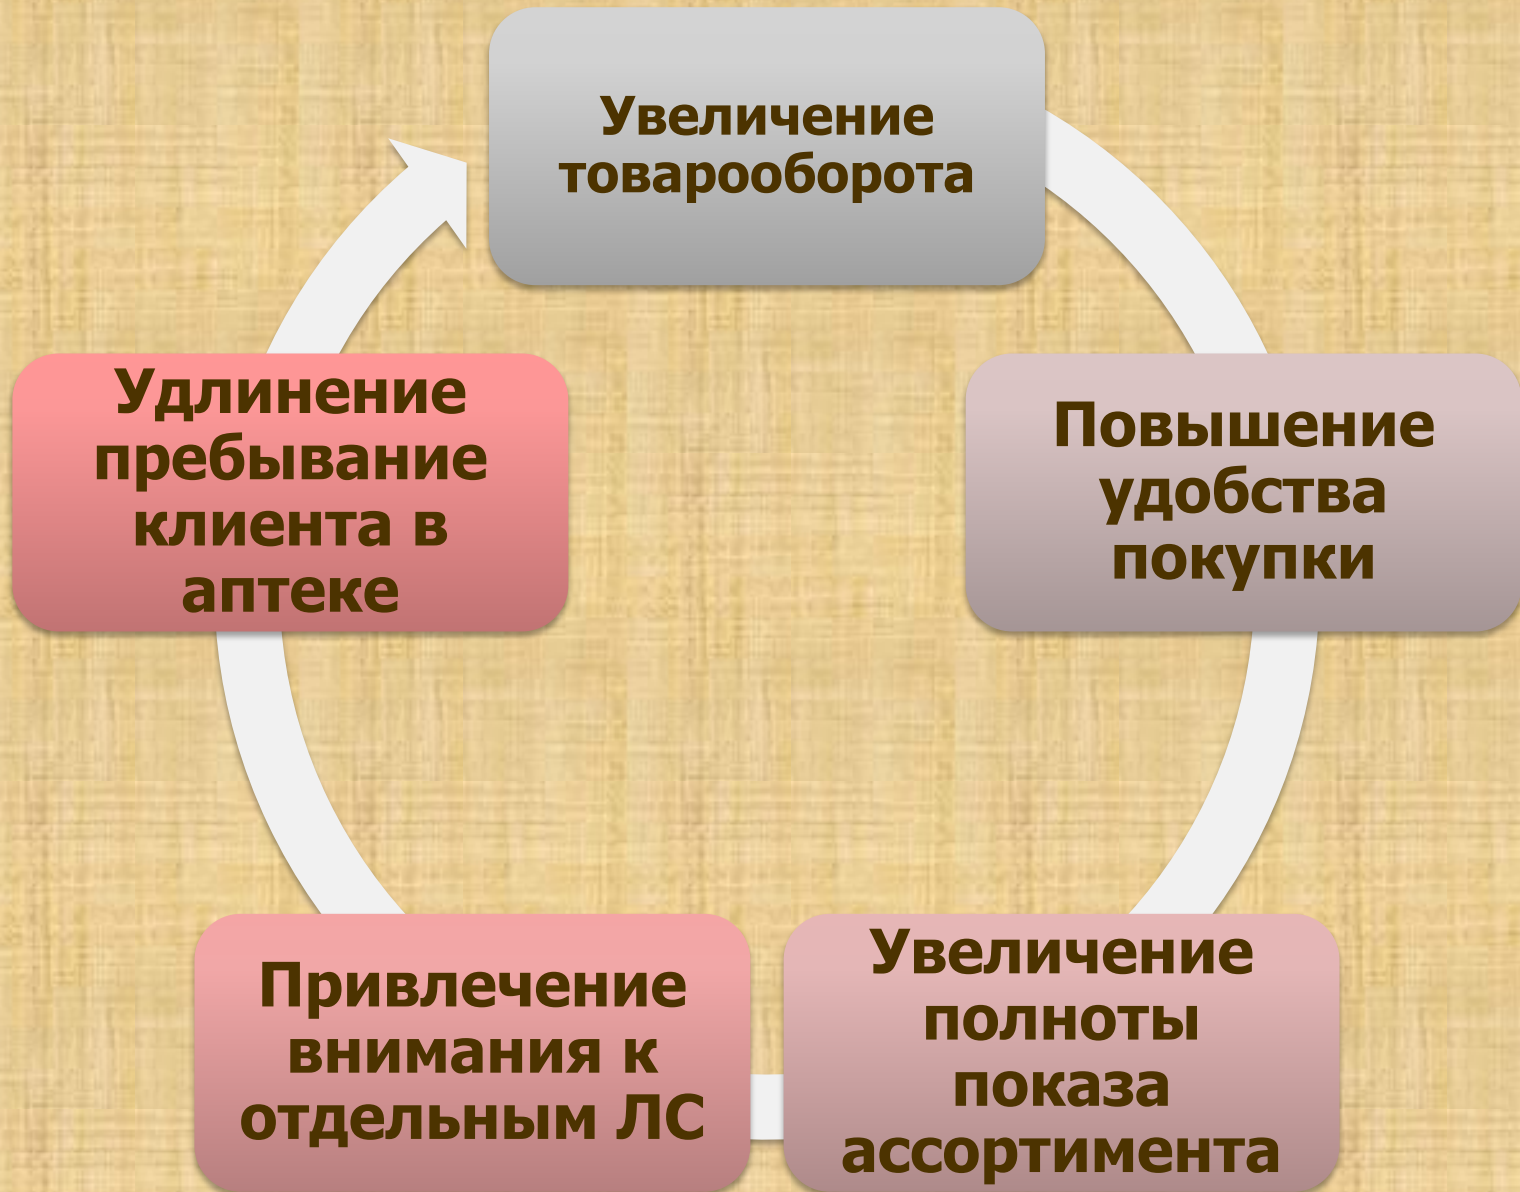 Увеличение
товарооборота
Повышение
удобства
покупки
Увеличение
полноты
показа
ассортимента
Привлечение
внимания к
отдельным ЛС
Удлинение
пребывание
клиента в
аптеке